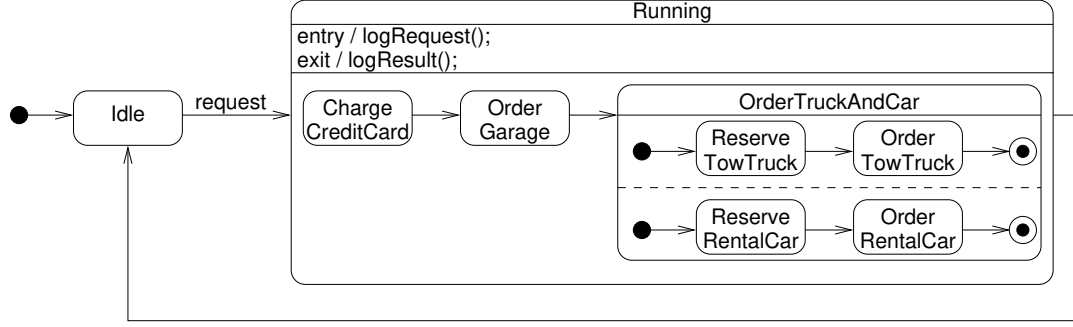 Running
entry / logRequest();
exit / logResult();
Idle
request
Charge
CreditCard
Order
Garage
OrderTruckAndCar
Reserve
TowTruck
Order
TowTruck
Reserve
RentalCar
Order
RentalCar